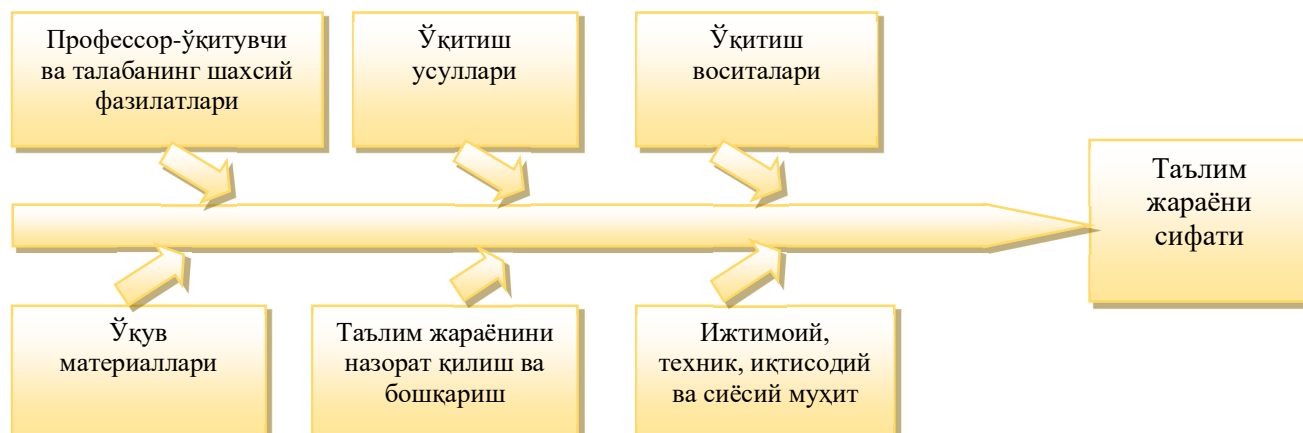 Профессор-ўқитувчи
ва талабанинг шахсий
фазилатлари
Ўқитиш
усуллари
Ўқитиш
воситалари
Таълим
жараёни
сифати
Ўқув
материаллари
Таълим жараёнини
назорат қилиш ва
бошқариш
Ижтимоий,
техник, иқтисодий
ва сиёсий муҳит